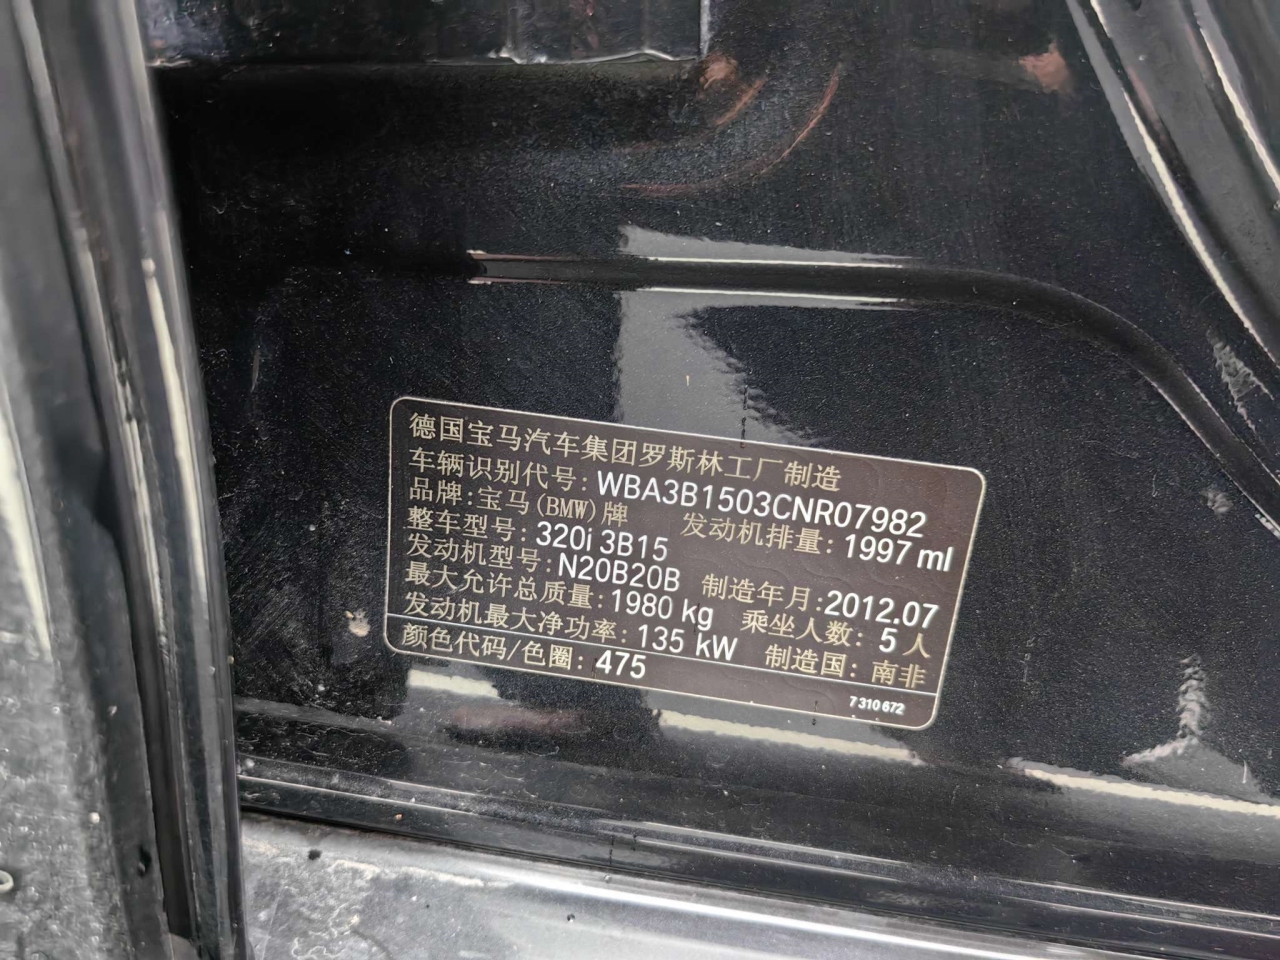 德国宝马汽车集团罗斯林工厂制造
车辆识别代号: WBA3B1503CNR07982
品牌:宝马(BMW)牌 发动机排量: 1997 ml
整车型号: 320i 3B15
发动机型号: N20B20B 制造年月:2012.07
最大允许总质量: 1980 kg 乘坐人数: 5人
发动机最大净功率: 135 kW 制造国: 南非
颜色代码/色圈: 475
7 310 672